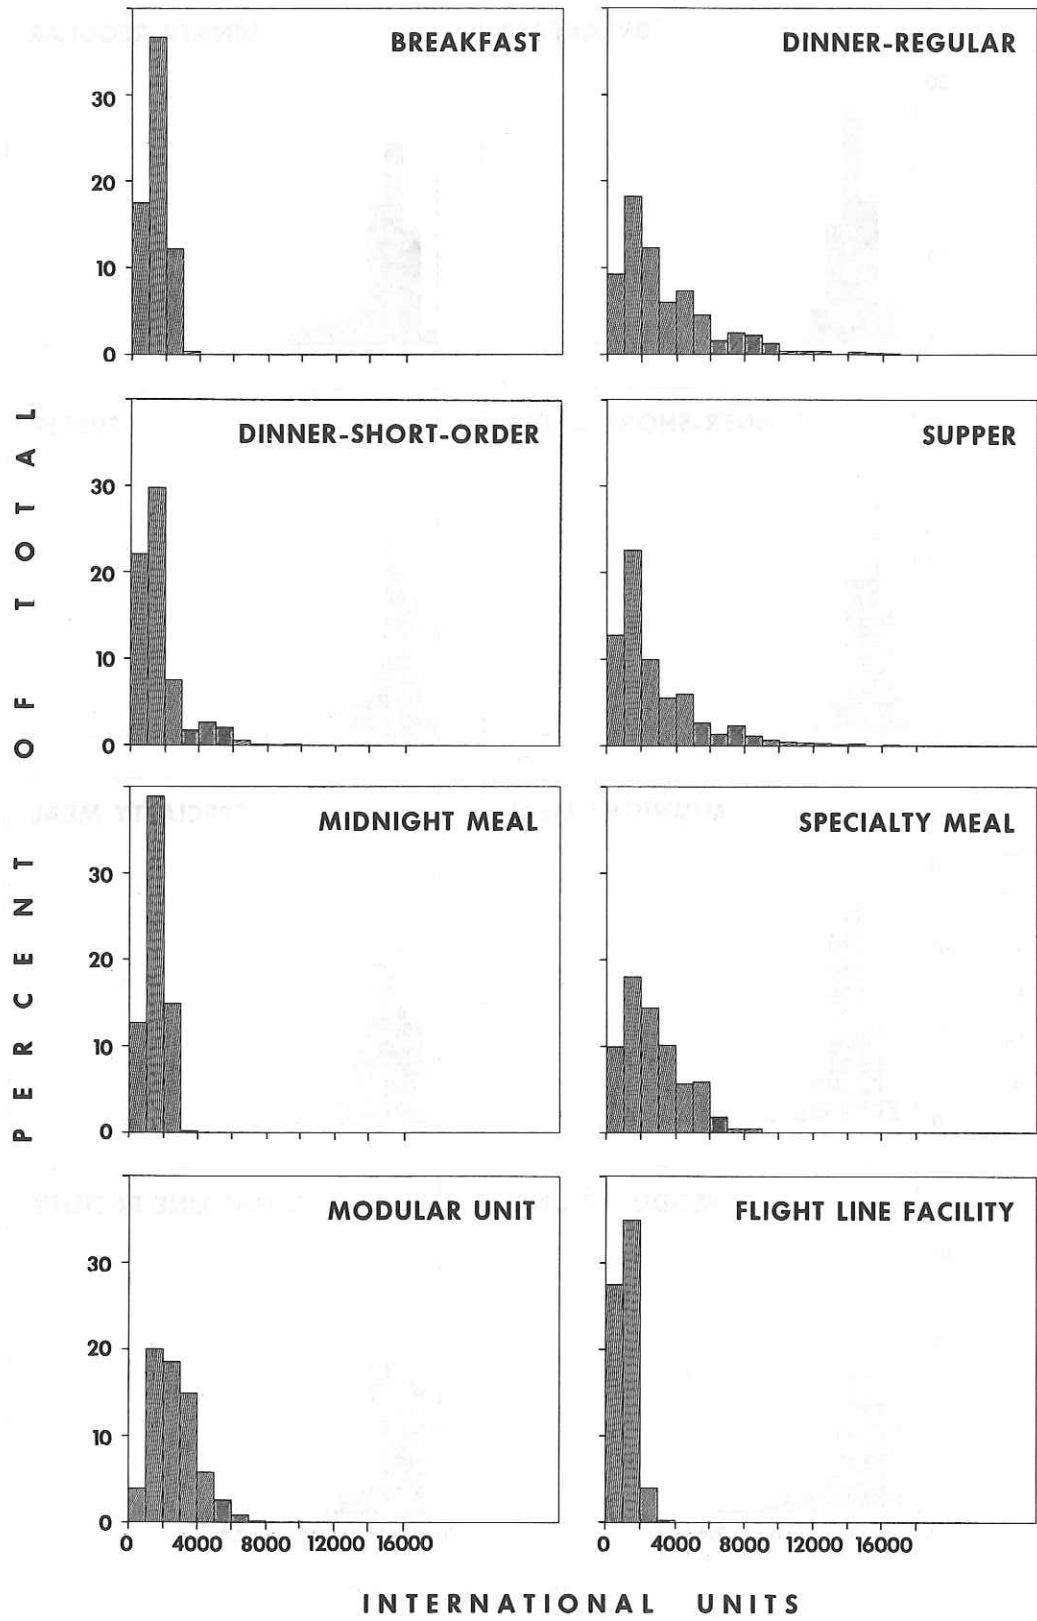 BREAKFAST
30
20
10
0
DINNER-REGULAR
DINNER-SHORT-ORDER
30
20
10
0
SUPPER
MIDNIGHT MEAL
30
20
10
0
SPECIALTY MEAL
MODULAR UNIT
30
20
10
0
0 4000 8000 12000 16000
FLIGHT LINE FACILITY
0 4000 8000 12000 16000
PERCENT OF TOTAL
INTERNATIONAL UNITS